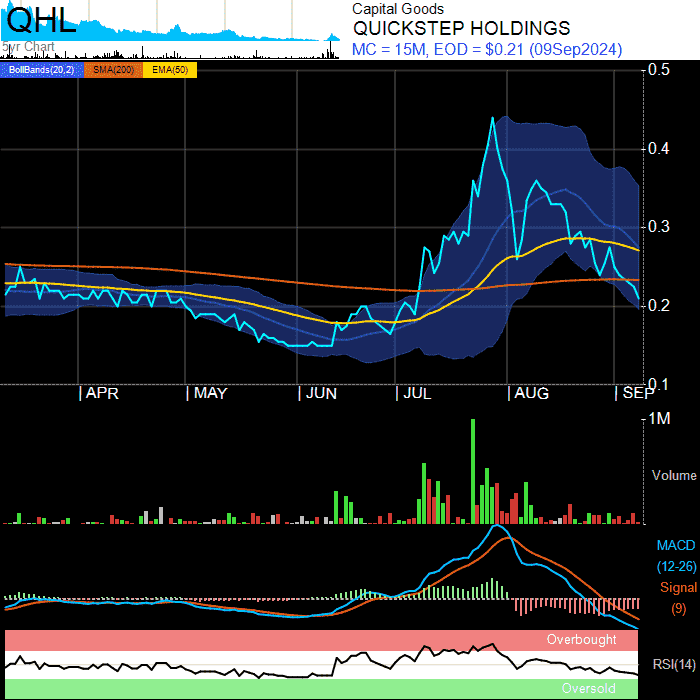 QHL
5yr Chart
Capital Goods
QUICKSTEP HOLDINGS
MC = 15M, EOD = $0.21 (09Sep2024)
BollBands(20,2) SMA(200) EMA(50)
0.5
0.4
0.3
0.2
0.1
APR MAY JUN JUL AUG SEP
1M
Volume
MACD
(12-26)
Signal
(9)
Overbought
RSI(14)
Oversold